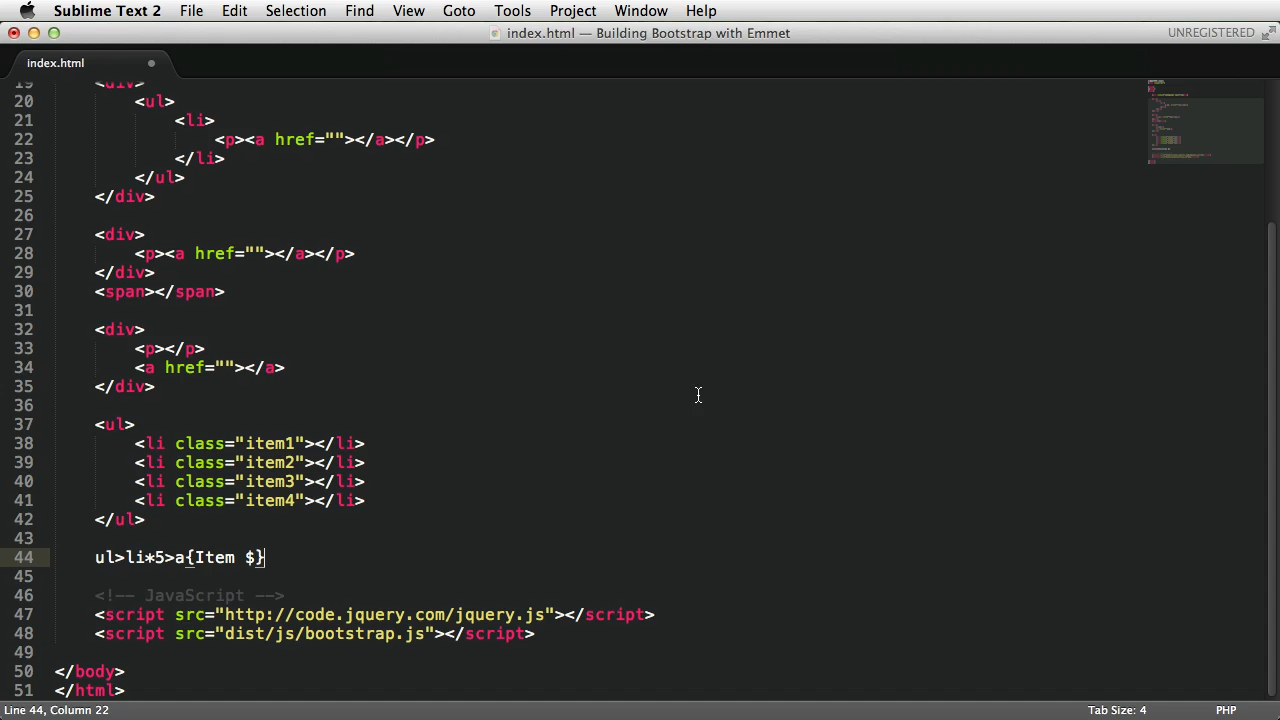 Sublime Text 2 File Edit Selection Find View Goto Tools Project Window Help
index.html — Building Bootstrap with Emmet UNREGISTERED
index.html
19 <div>
20 <ul>
21 <li>
22 <p><a href=""></a></p>
23 </li>
24 </ul>
25 </div>
26
27 <div>
28 <p><a href=""></a></p>
29 </div>
30 <span></span>
31
32 <div>
33 <p></p>
34 <a href=""></a>
35 </div>
36
37 <ul>
38 <li class="item1"></li>
39 <li class="item2"></li>
40 <li class="item3"></li>
41 <li class="item4"></li>
42 </ul>
43
44 ul>li*5>a{Item $}
45
46 <!-- JavaScript -->
47 <script src="http://code.jquery.com/jquery.js"></script>
48 <script src="dist/js/bootstrap.js"></script>
49
50 </body>
51 </html>
Line 44, Column 22 Tab Size: 4 PHP